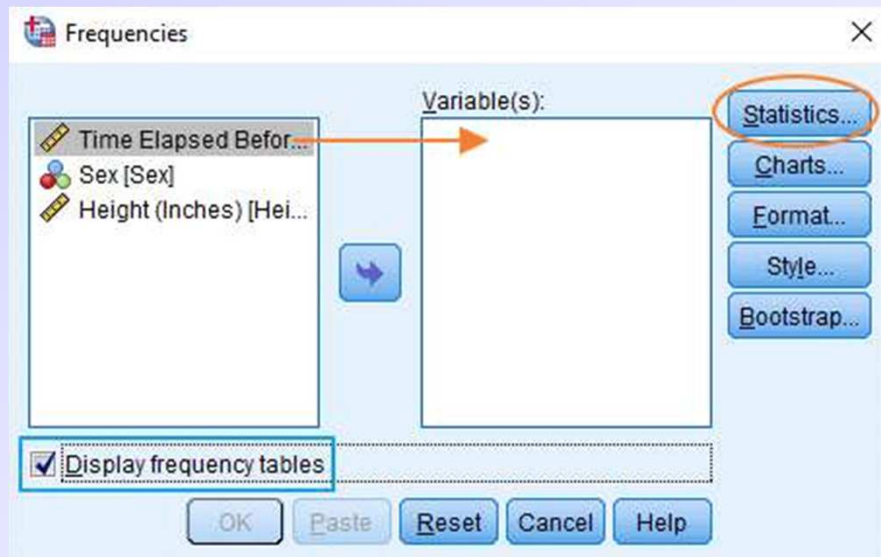 Frequencies
Variable(s):
Time Elapsed Befor...
Sex [Sex]
Height (Inches) [Hei...
Statistics...
Charts...
Format...
Style...
Bootstrap...
Display frequency tables
OK Paste Reset Cancel Help